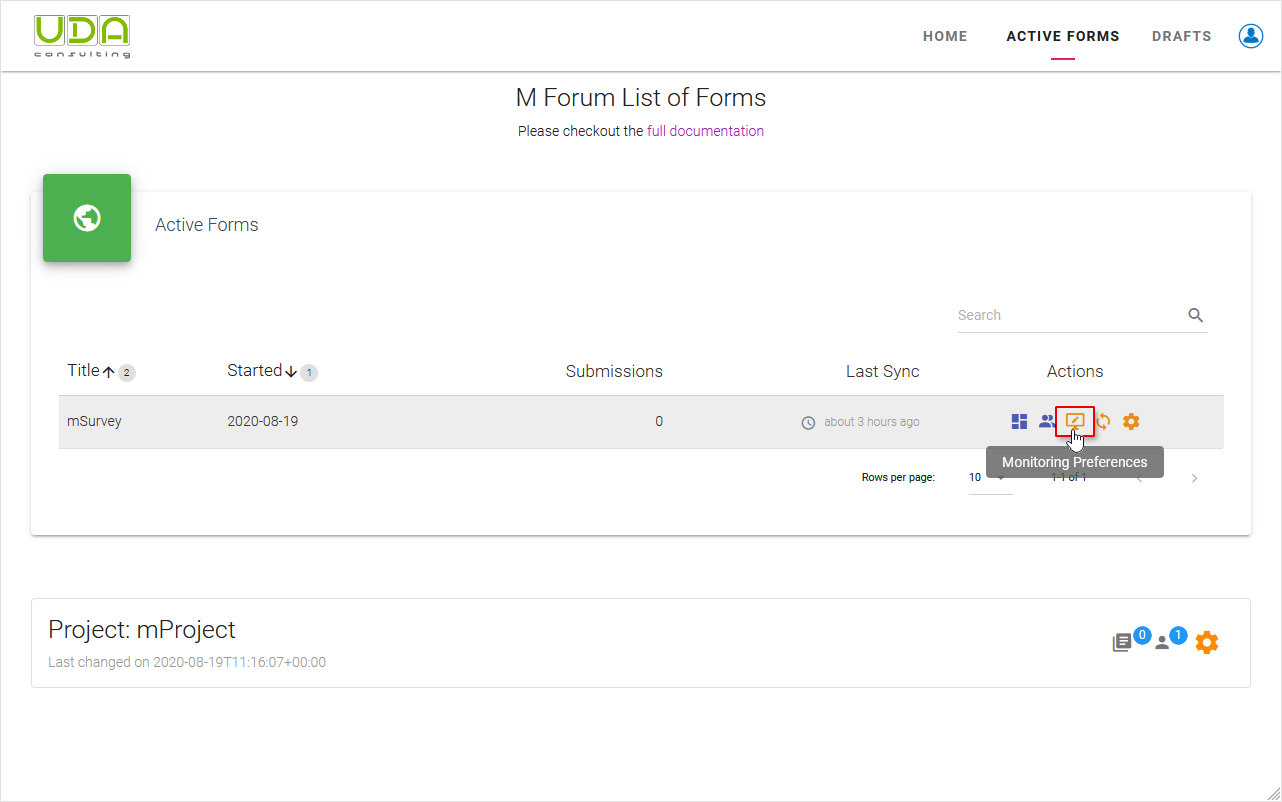 UDA
consulting
HOME
ACTIVE FORMS
DRAFTS
M Forum List of Forms
Please checkout the full documentation
Active Forms
Search
Title 2 Started 1 Submissions Last Sync Actions
mSurvey 2020-08-19 0 about 3 hours ago
Monitoring Preferences
Rows per page: 10 1-1 of 1
Project: mProject
0 1
Last changed on 2020-08-19T11:16:07+00:00